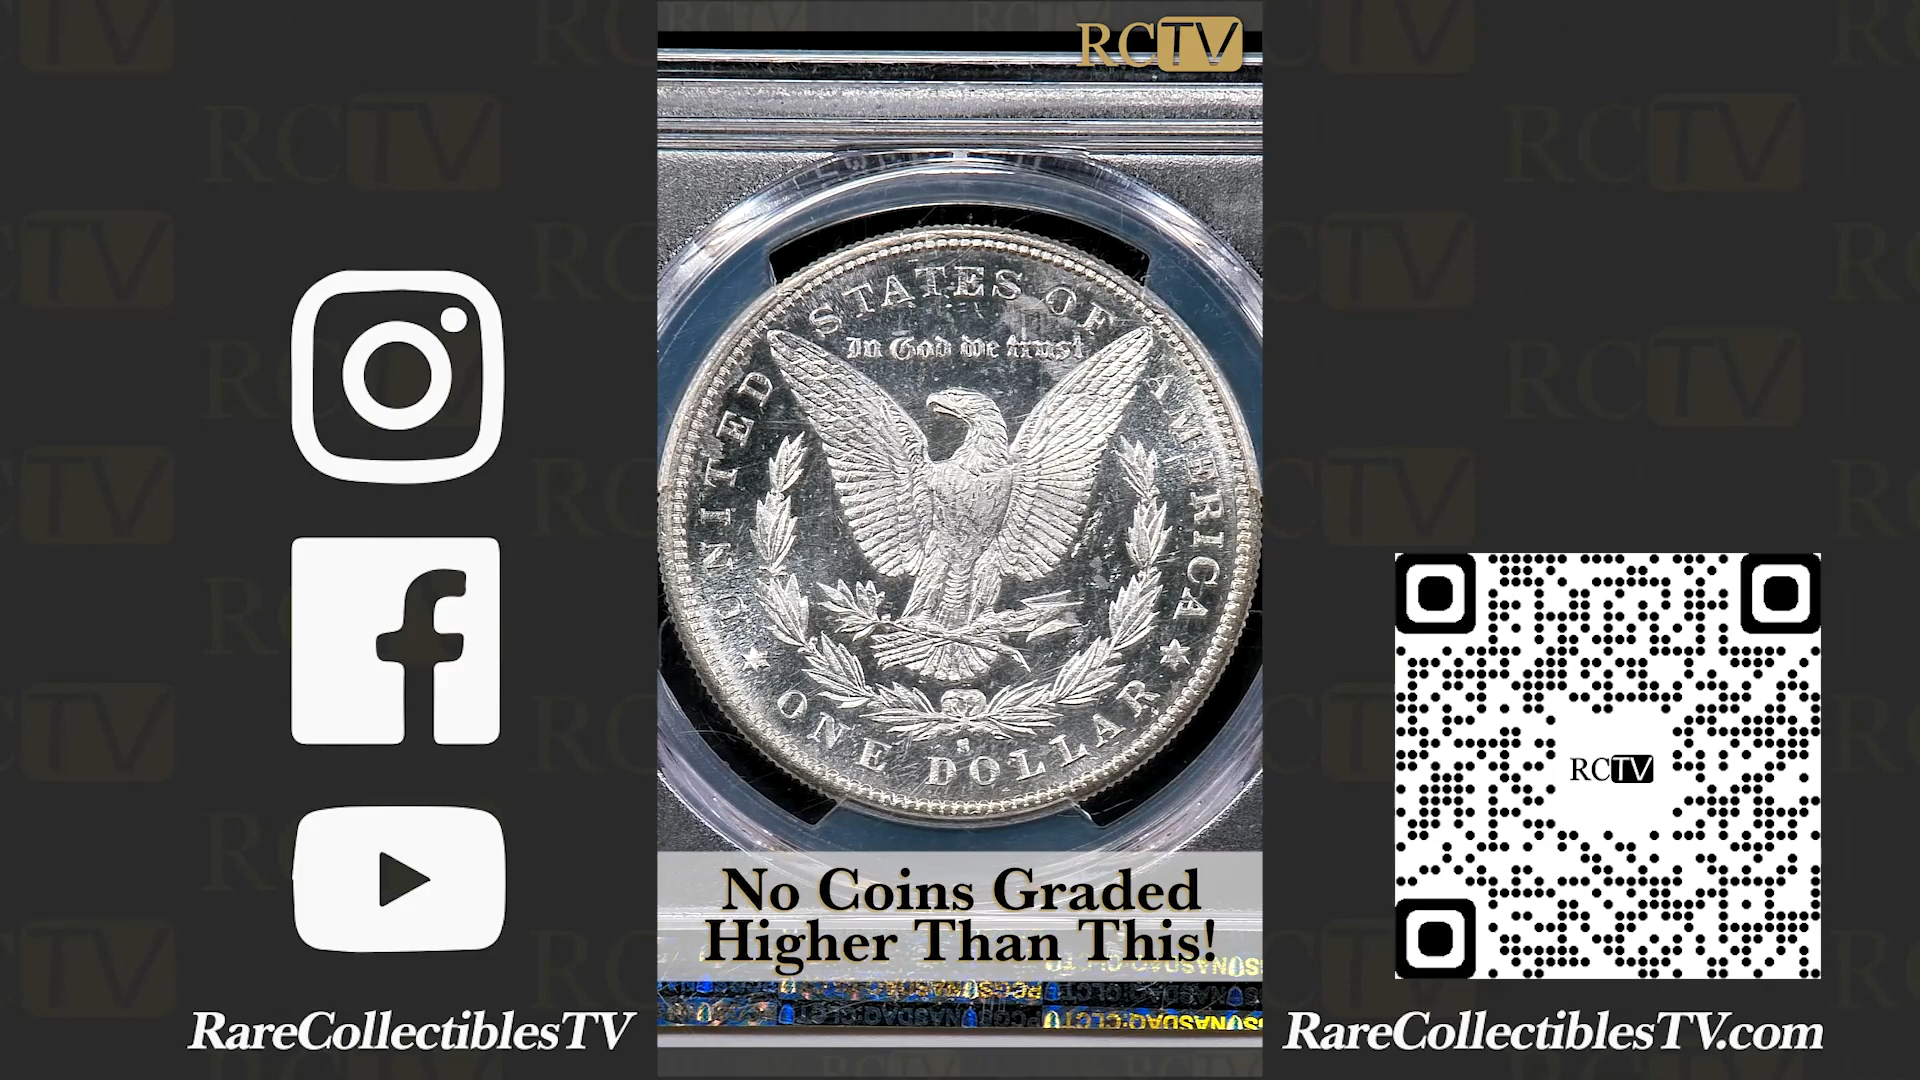 RCTV
UNITED STATES OF AMERICA
In God we trust
ONE DOLLAR
S
No Coins Graded
Higher Than This!
RCTV
RareCollectiblesTV
RareCollectiblesTV.com